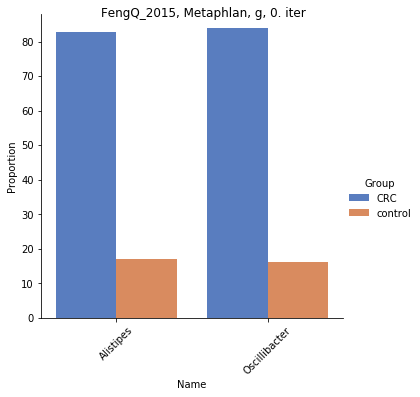 FengQ_2015, Metaphlan, g, 0. iter
80
70
60
50
40
30
20
10
0
Proportion
Alistipes
Oscillibacter
Name
Group
CRC
control